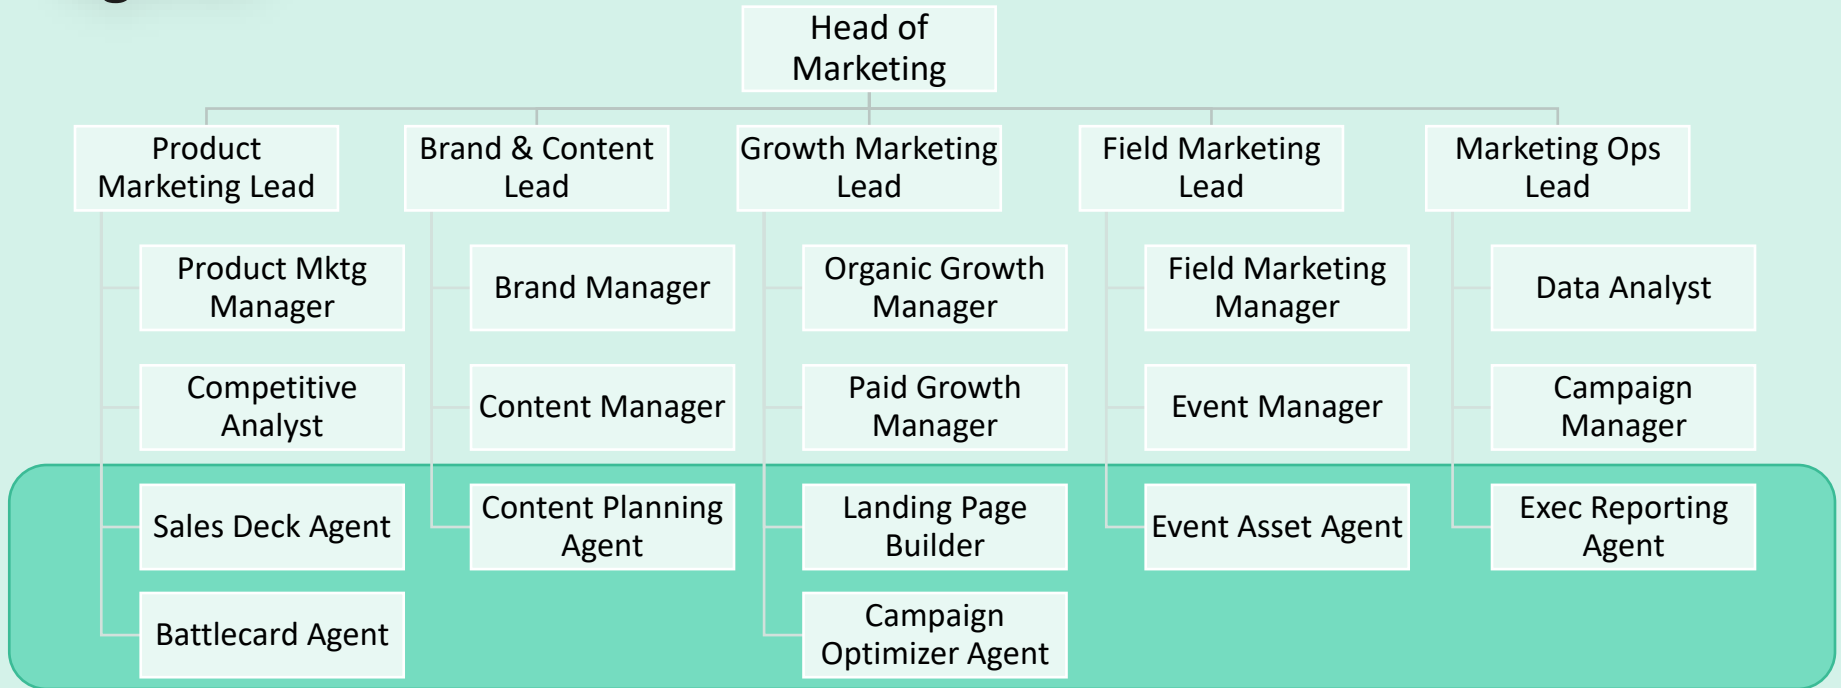 Head of
Marketing
Product
Marketing Lead
Brand & Content
Lead
Growth Marketing
Lead
Field Marketing
Lead
Marketing Ops
Lead
Product Mktg
Manager
Brand Manager
Organic Growth
Manager
Field Marketing
Manager
Data Analyst
Competitive
Analyst
Content Manager
Paid Growth
Manager
Event Manager
Campaign
Manager
Sales Deck Agent
Content Planning
Agent
Landing Page
Builder
Event Asset Agent
Exec Reporting
Agent
Battlecard Agent
Campaign
Optimizer Agent